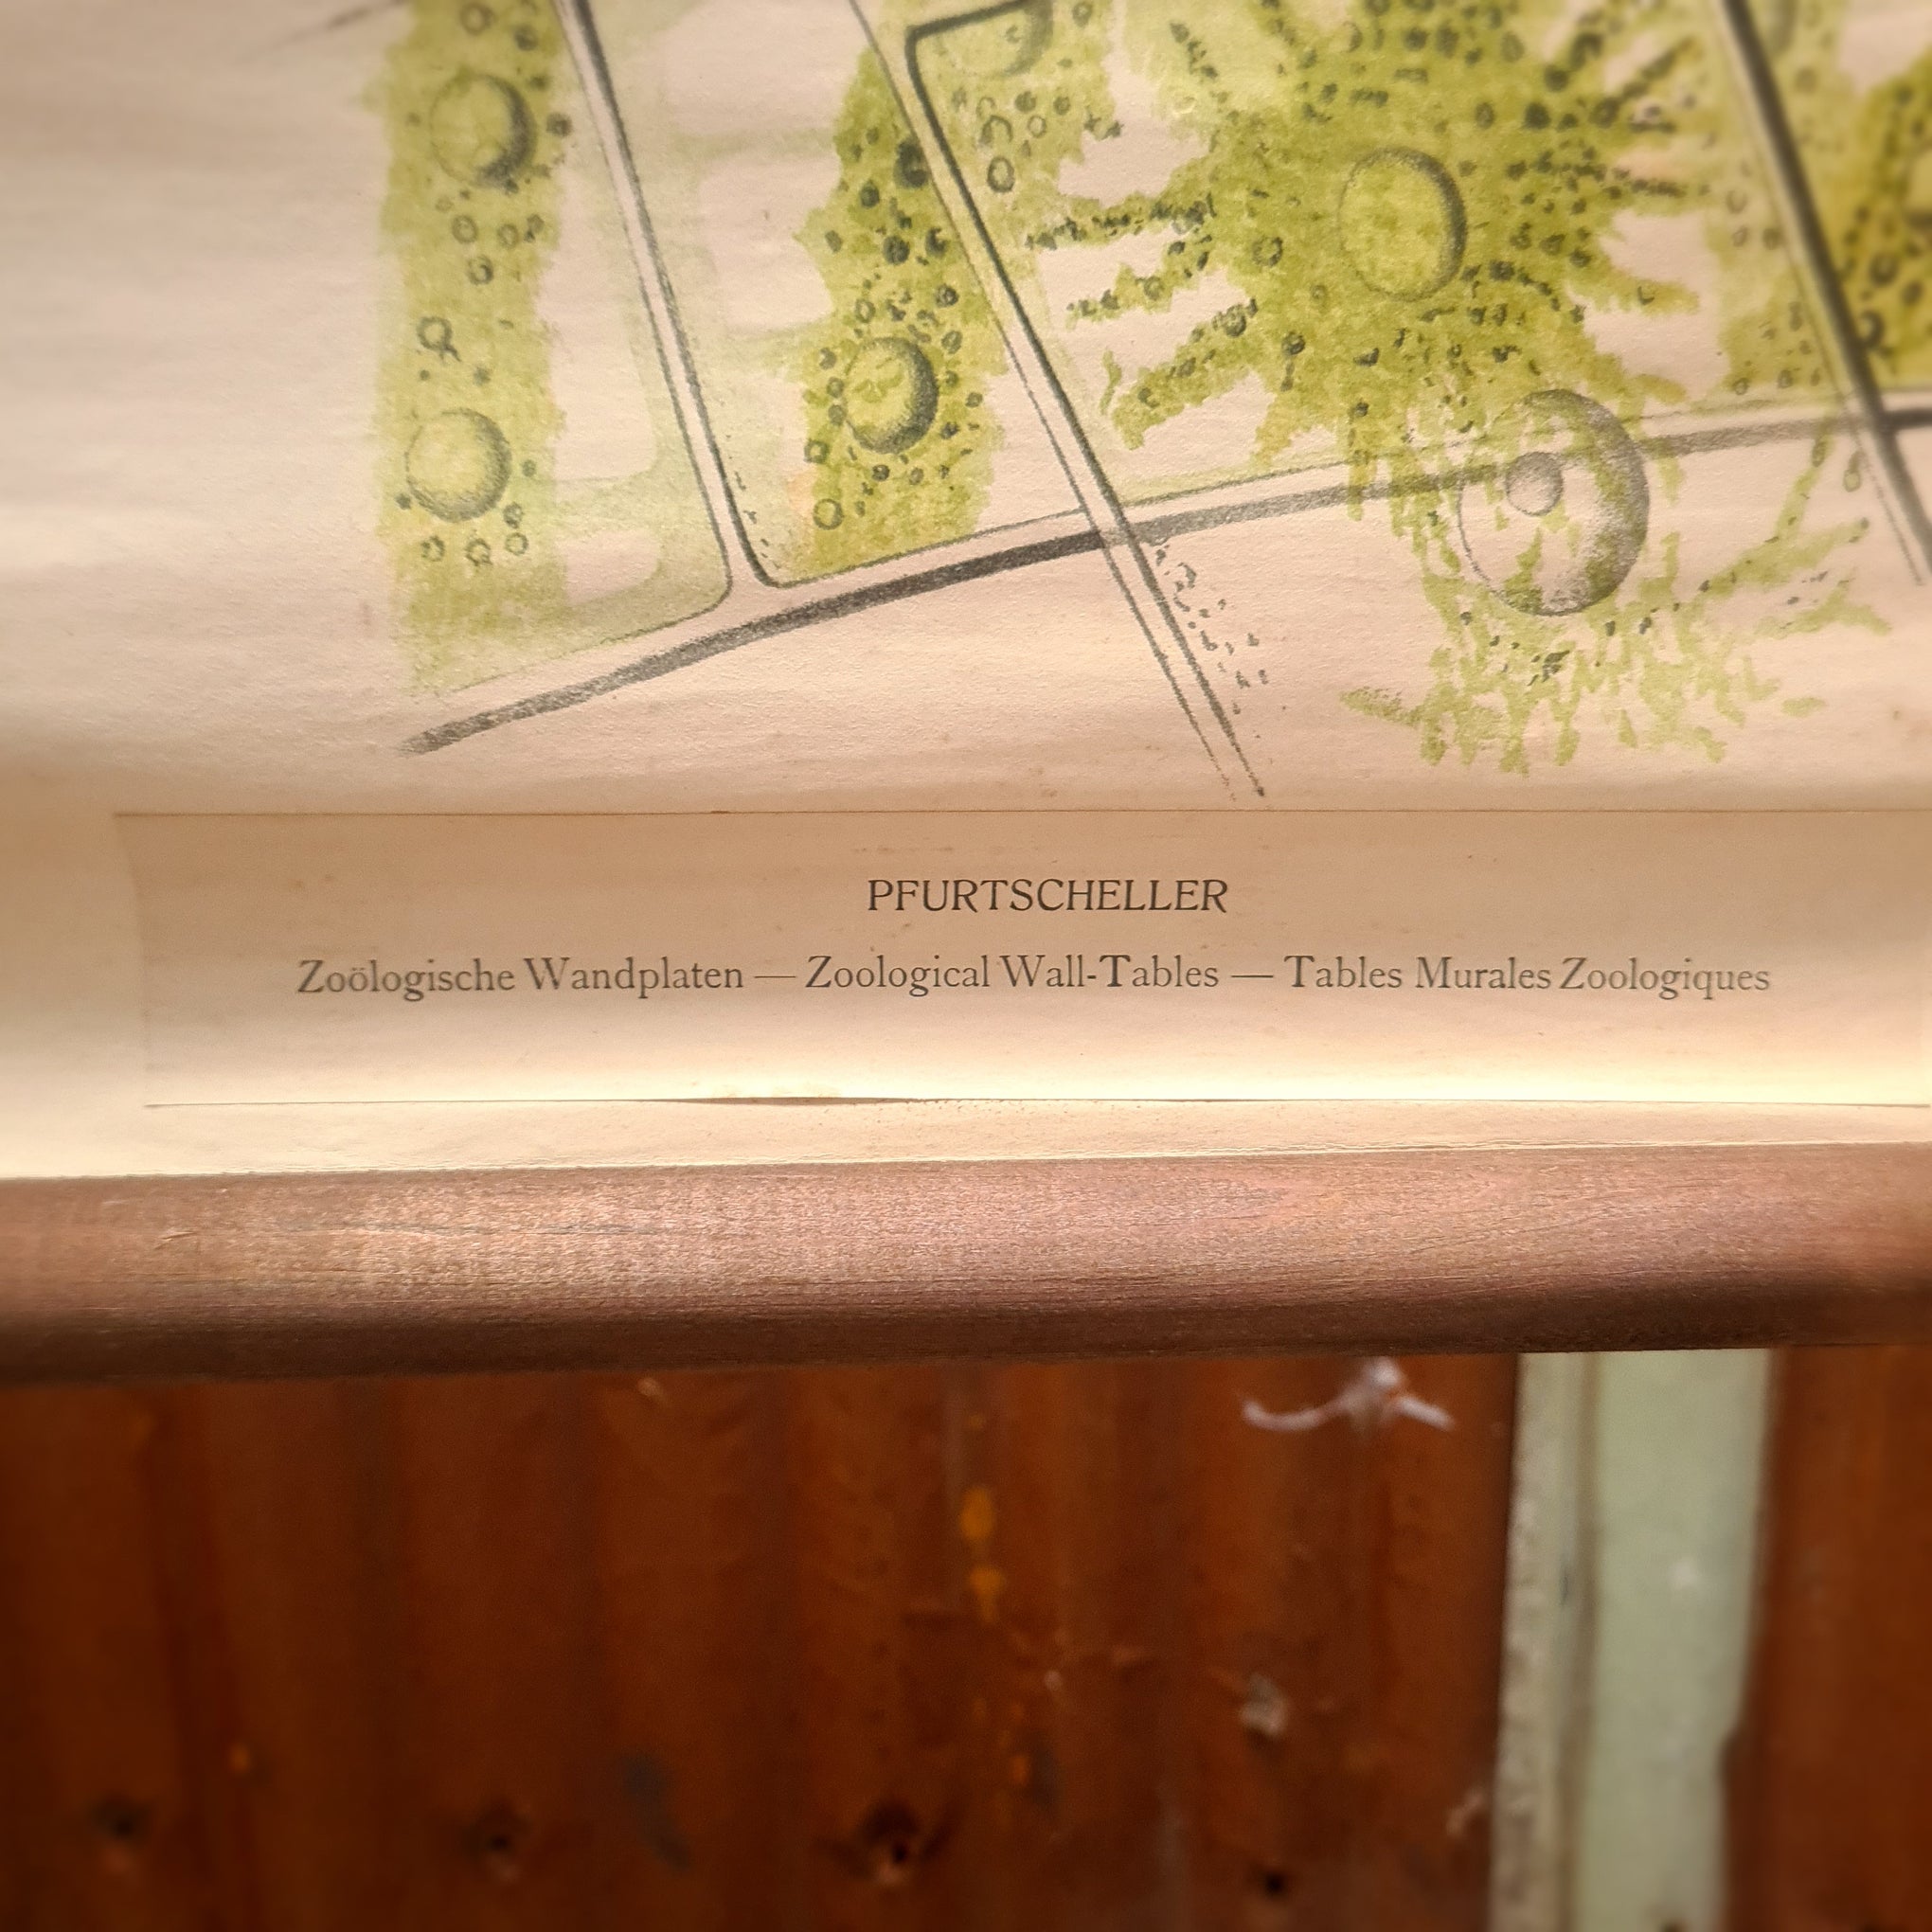 PFURTSCHELLER
Zoölogische Wandplaten — Zoological Wall-Tables — Tables Murales Zoologiques